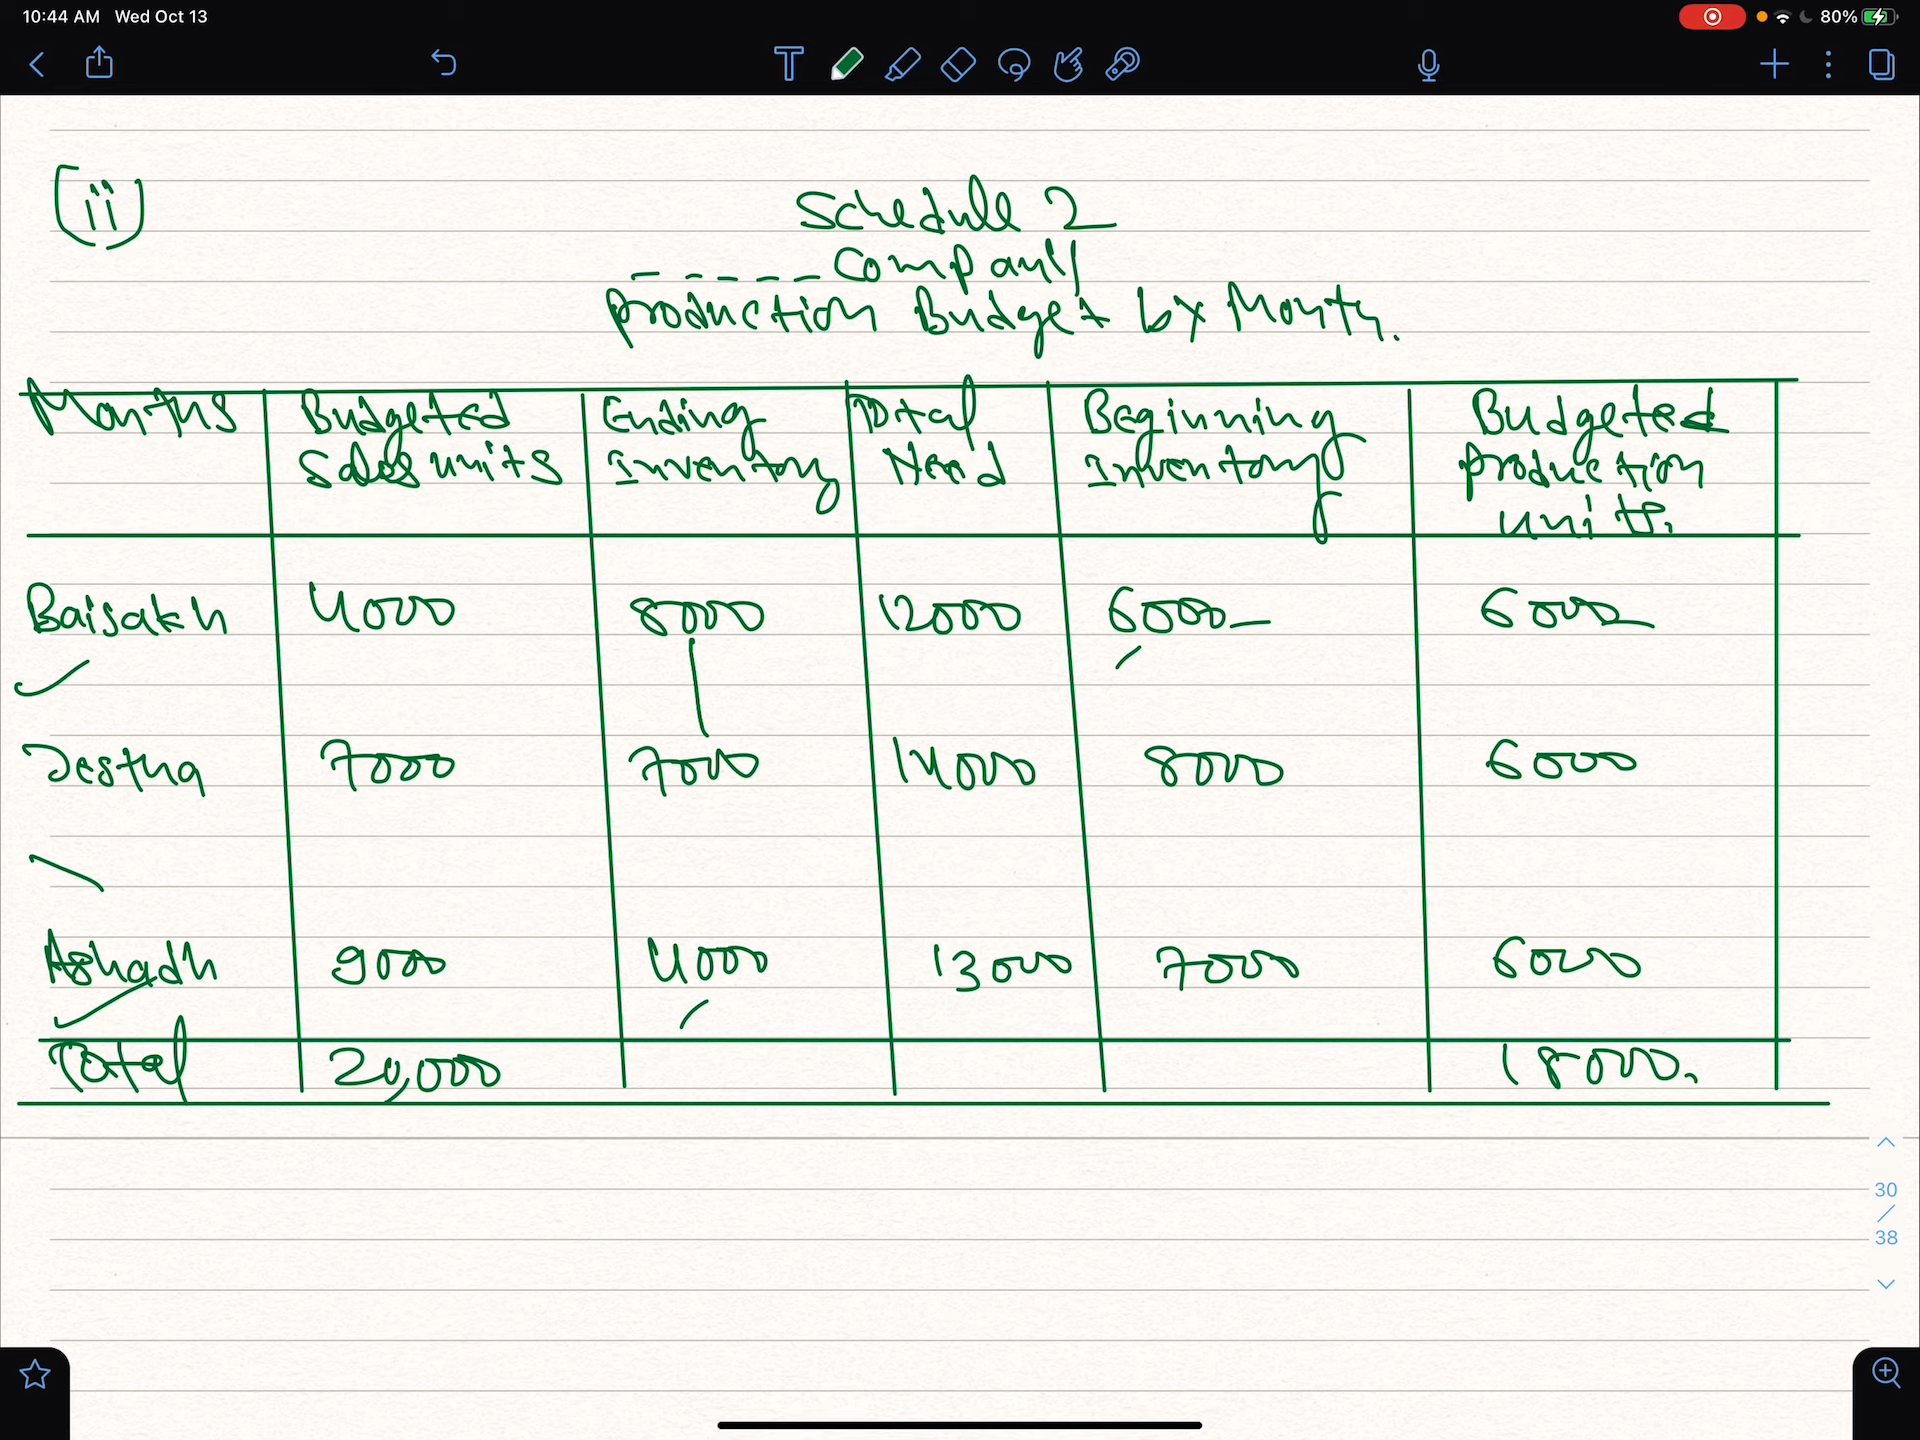 10:44 AM Wed Oct 13
80%
(ii)
Schedule 2
----- Company
Production Budget by Month.
Months Budgeted Sales units Ending Inventory Total Need Beginning Inventory Budgeted production units.
Baisakh 4000 8000 12000 6000 6000
Jestha 7000 7000 14000 8000 6000
Ashadh 9000 4000 13000 7000 6000
Total 20,000 18000.
30
/
38